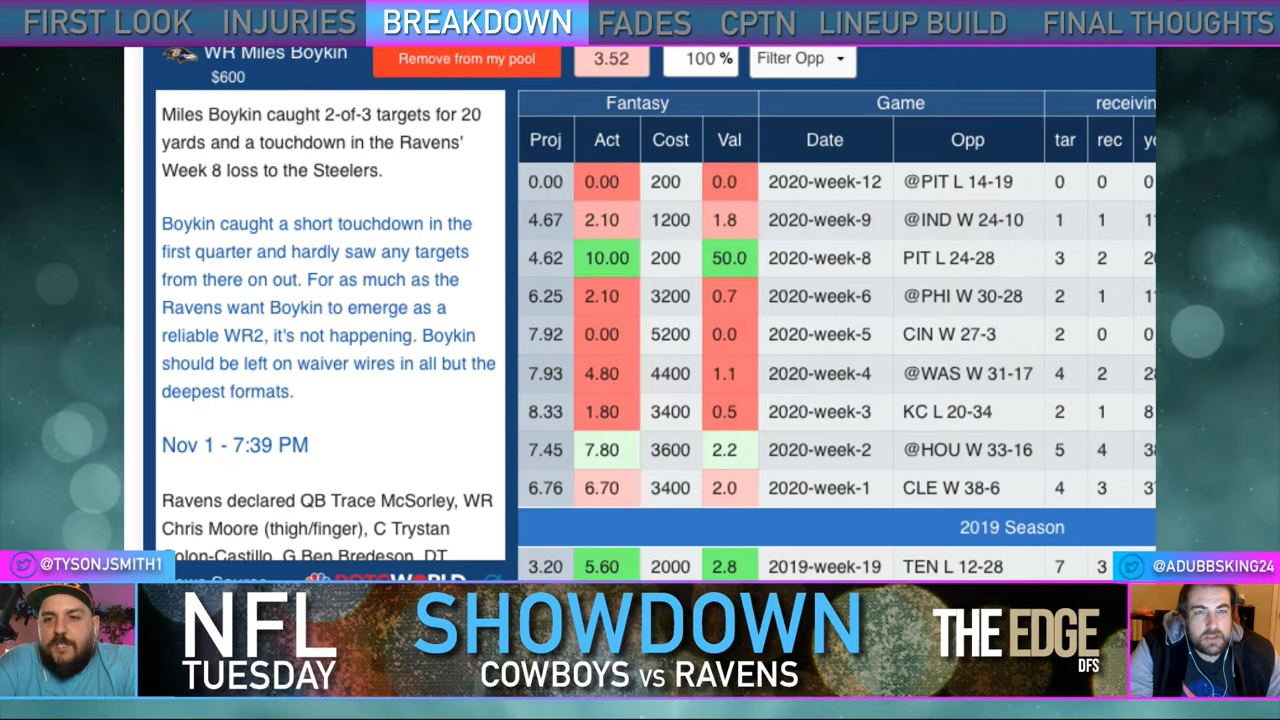 FIRST LOOK INJURIES BREAKDOWN FADES CPTN LINEUP BUILD FINAL THOUGHTS
WR Miles Boykin
$600
Remove from my pool
3.52
100 %
Filter Opp
Miles Boykin caught 2-of-3 targets for 20
yards and a touchdown in the Ravens'
Week 8 loss to the Steelers.
Boykin caught a short touchdown in the
first quarter and hardly saw any targets
from there on out. For as much as the
Ravens want Boykin to emerge as a
reliable WR2, it's not happening. Boykin
should be left on waiver wires in all but the
deepest formats.
Nov 1 - 7:39 PM
Ravens declared QB Trace McSorley, WR
Chris Moore (thigh/finger), C Trystan
Colon-Castillo, G Ben Bredeson, DT
Fantasy Game receivin
Proj Act Cost Val Date Opp tar rec
0.00 0.00 200 0.0 2020-week-12 @PIT L 14-19 0 0 0
4.67 2.10 1200 1.8 2020-week-9 @IND W 24-10 1 1
4.62 10.00 200 50.0 2020-week-8 PIT L 24-28 3 2
6.25 2.10 3200 0.7 2020-week-6 @PHI W 30-28 2 1
7.92 0.00 5200 0.0 2020-week-5 CIN W 27-3 2 0 0
7.93 4.80 4400 1.1 2020-week-4 @WAS W 31-17 4 2
8.33 1.80 3400 0.5 2020-week-3 KC L 20-34 2 1 8
7.45 7.80 3600 2.2 2020-week-2 @HOU W 33-16 5 4
6.76 6.70 3400 2.0 2020-week-1 CLE W 38-6 4 3
2019 Season
3.20 5.60 2000 2.8 2019-week-19 TEN L 12-28 7 3
@TYSONJSMITH1
@ADUBBSKING24
NFL
TUESDAY
SHOWDOWN
COWBOYS vs RAVENS
THE EDGE
DFS